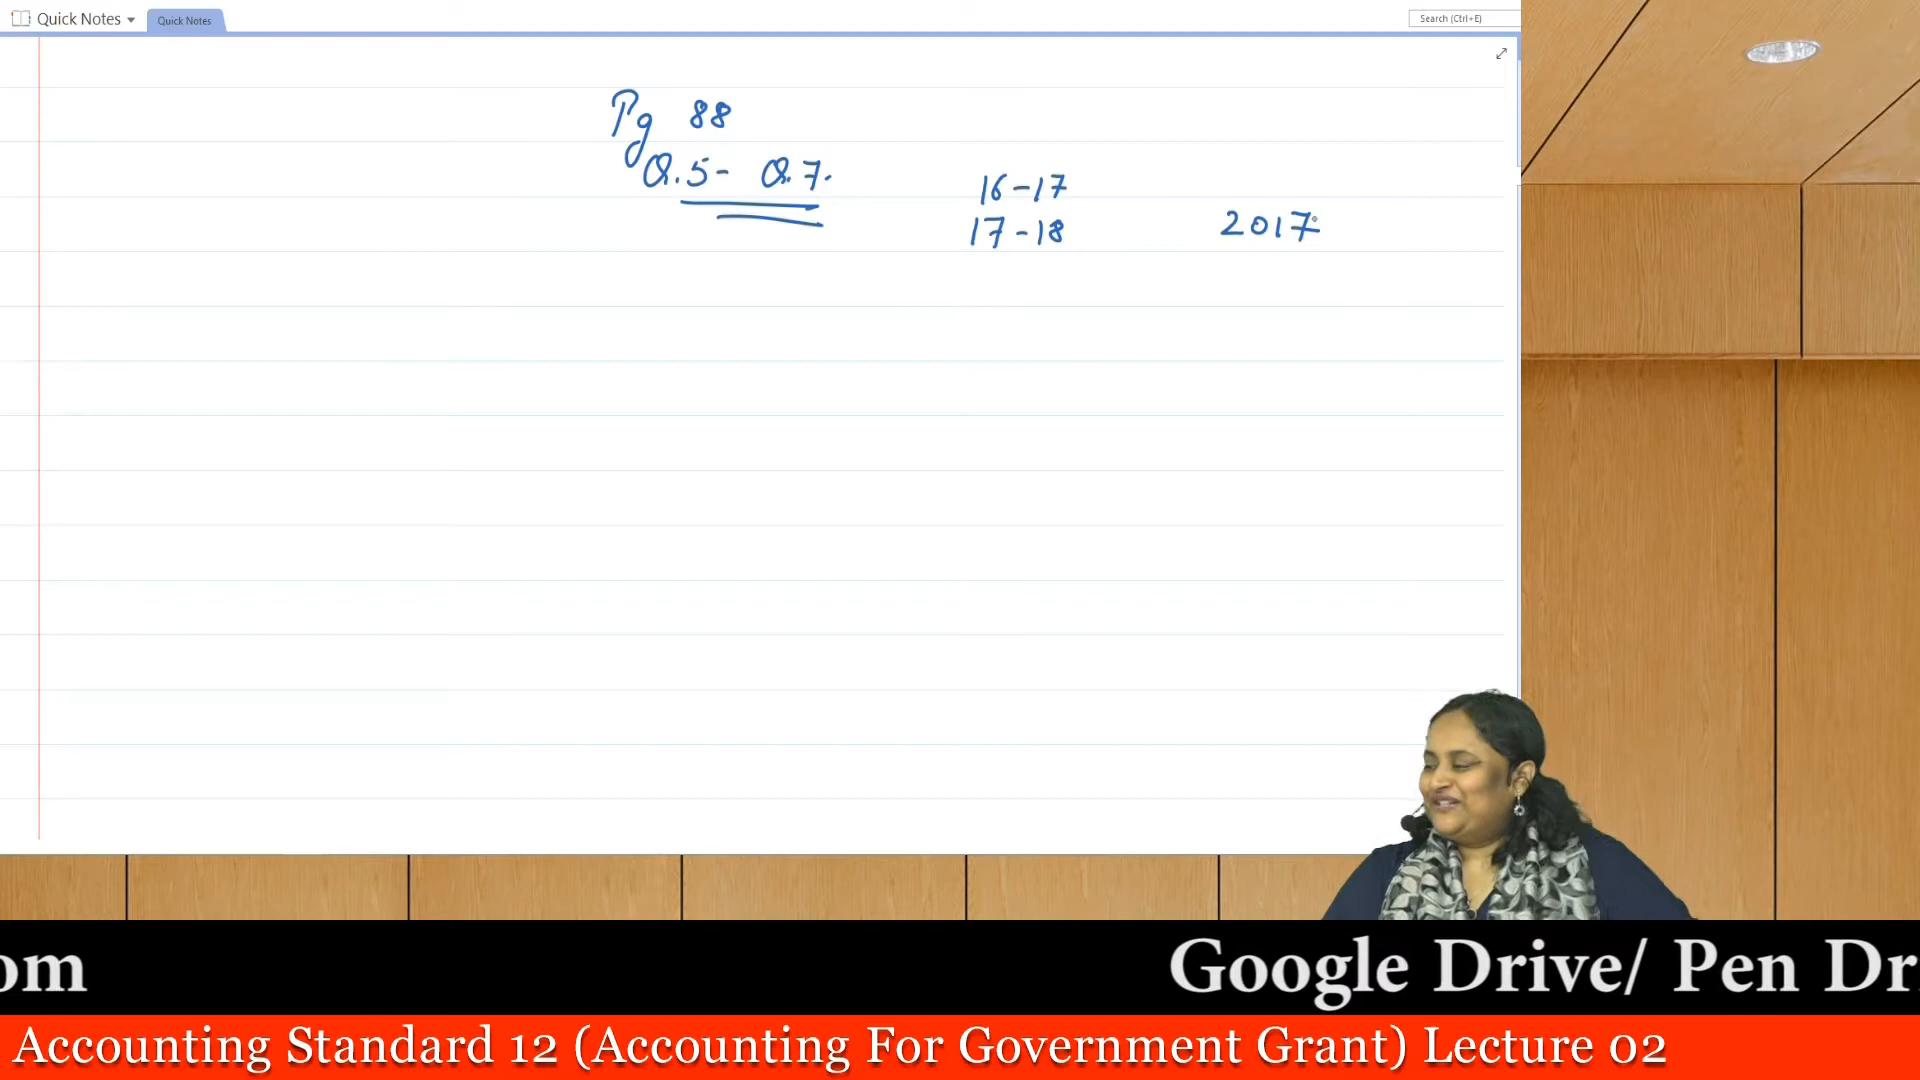 Quick Notes
Quick Notes
Search (Ctrl+E)
Pg 88
Q.5- Q.7.
16-17
17-18
2017
om
Google Drive/ Pen Dr
Accounting Standard 12 (Accounting For Government Grant) Lecture 02